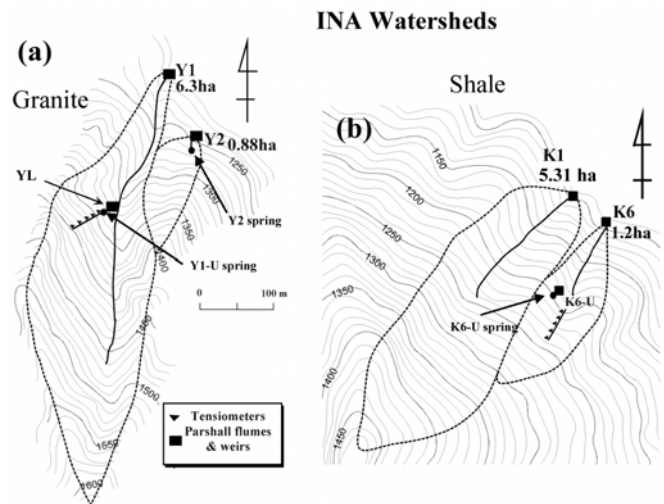 INA Watersheds
(a)
Granite
Y1
6.3ha
Y2
0.88ha
YL
Y2 spring
Y1-U spring
1250
1300
1350
1400
1450
1500
1550
1600
0 100 m
Tensiometers
Parshall flumes
& weirs
Shale
(b)
K1
5.31 ha
K6
1.2ha
K6-U
K6-U spring
1150
1200
1250
1300
1350
1400
1450